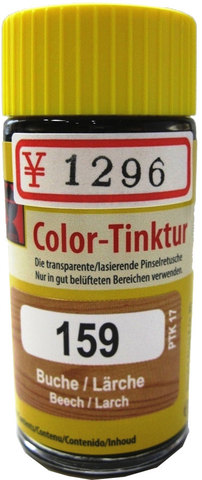 ¥1296
Color-Tinktur
Die transparente/lasierende Pinselretusche
Nur in gut belüfteten Bereichen verwenden.
159
PTK 17
Buche / Lärche
Beech / Larch
/Contenu/Contenido/Inhoud